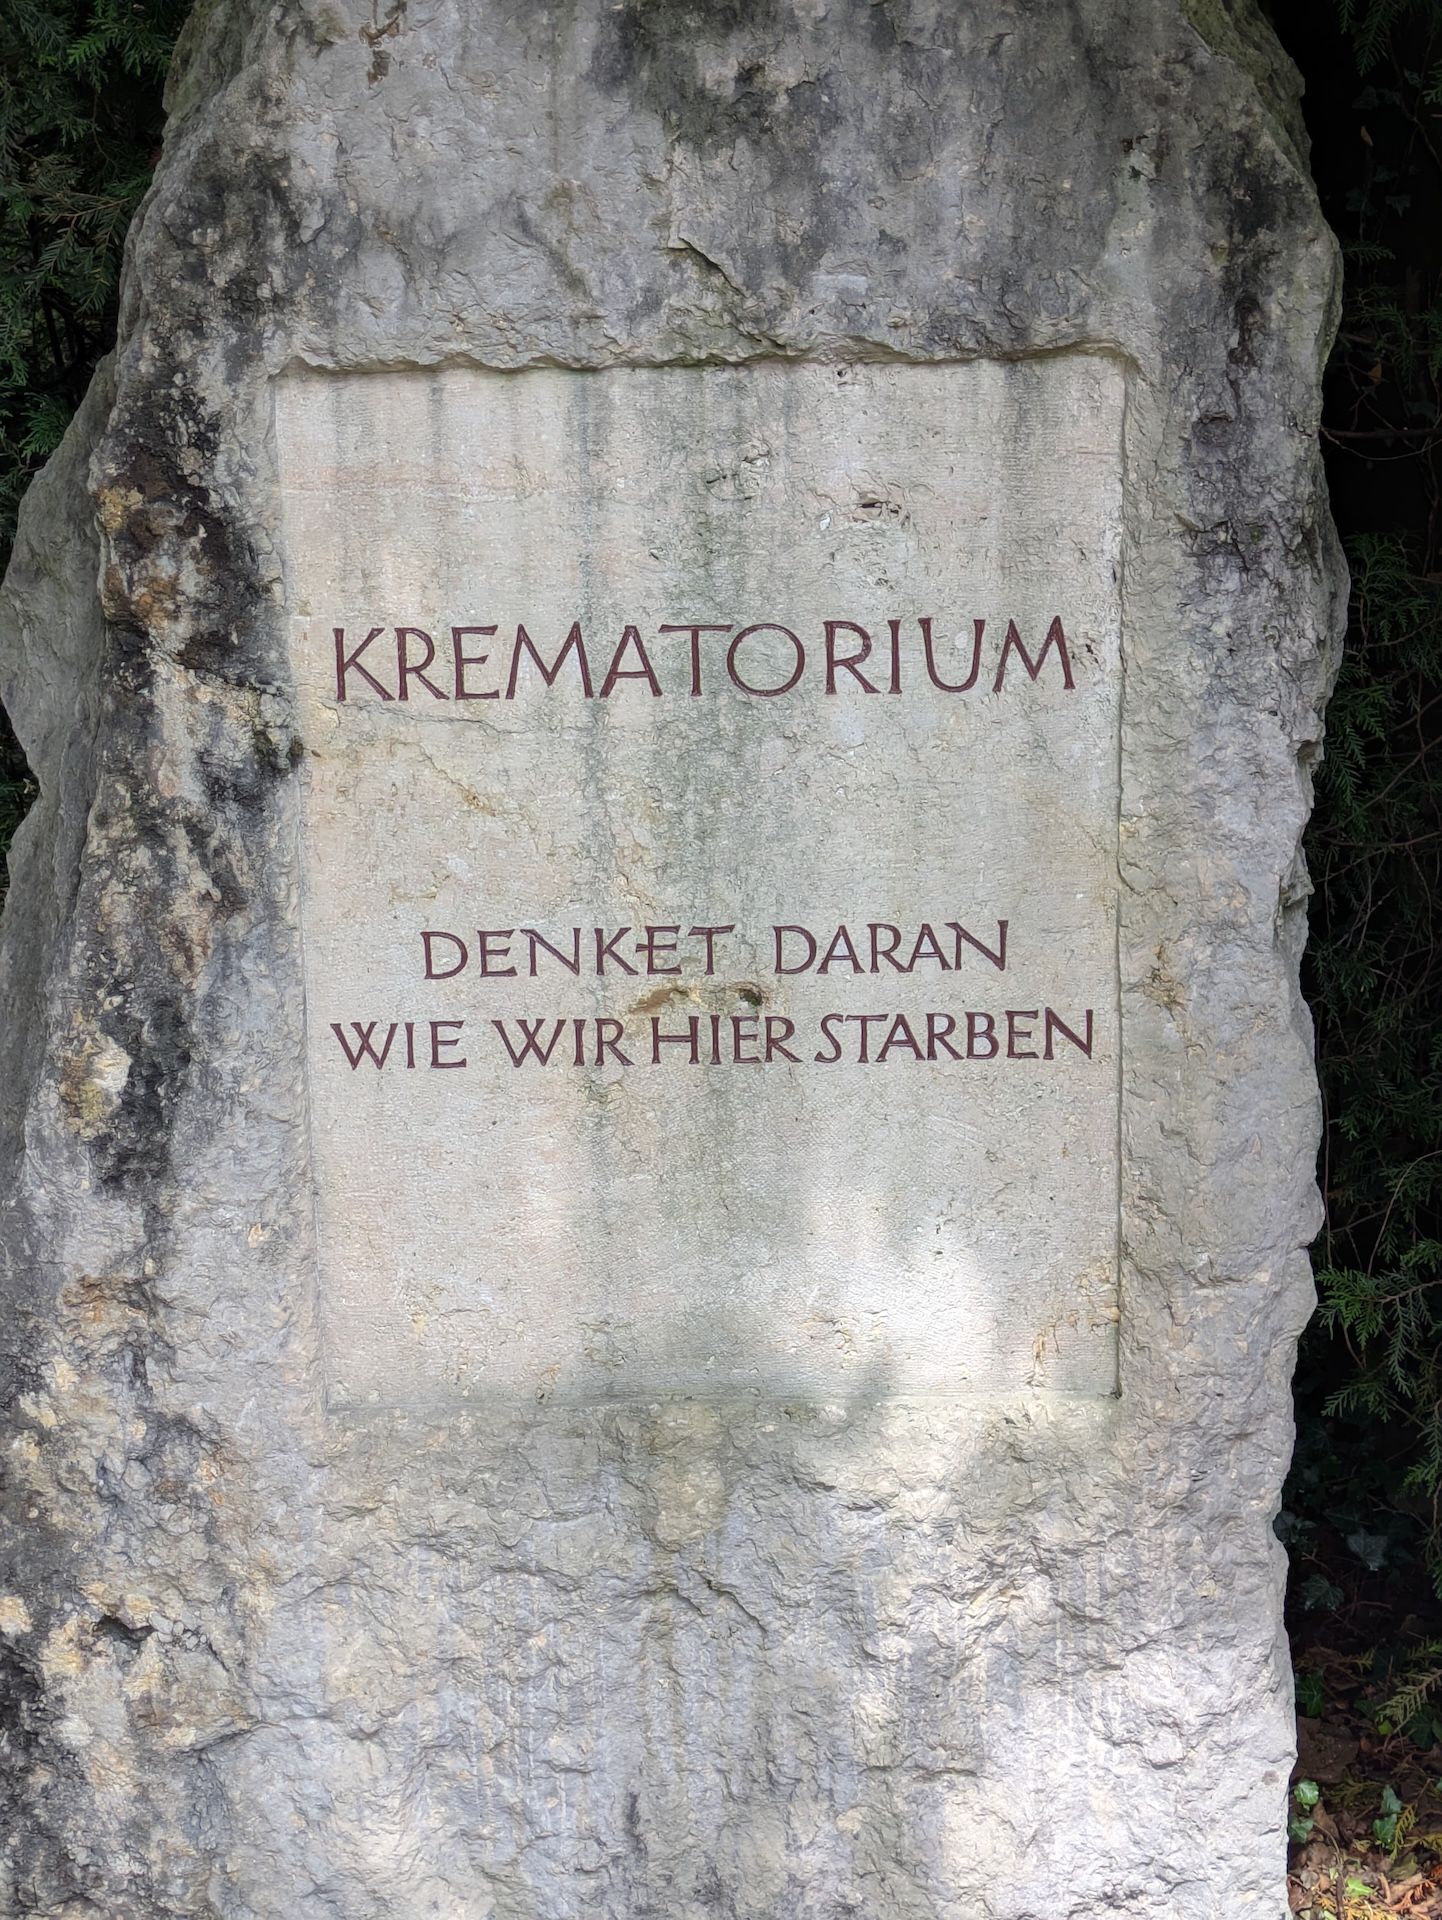 KREMATORIUM
DENKET DARAN
WIE WIR HIER STARBEN